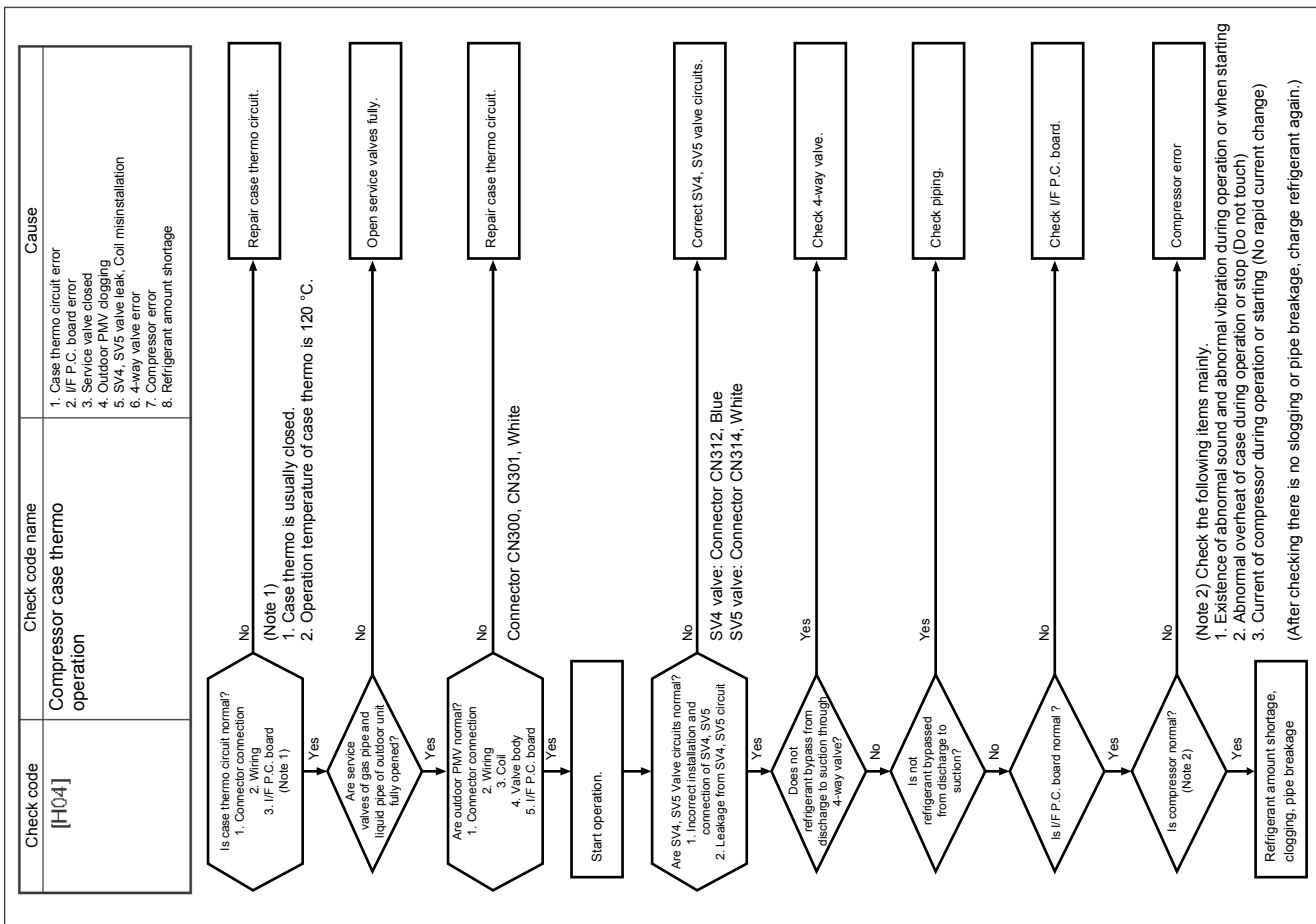 Check code
Check code name
Cause
[H04]
Compressor case thermo
operation
1. Case thermo circuit error
2. I/F P.C. board error
3. Service valve closed
4. Outdoor PMV clogging
5. SV4, SV5 valve leak, Coil misinstallation
6. 4-way valve error
7. Compressor error
8. Refrigerant amount shortage
Is case thermo circuit normal?
1. Connector connection
2. Wiring
3. I/F P.C. board
(Note 1)
No
Repair case thermo circuit.
(Note 1)
1. Case thermo is usually closed.
2. Operation temperature of case thermo is 120 °C.
Yes
Are service
valves of gas pipe and
liquid pipe of outdoor unit
fully opened?
No
Open service valves fully.
Yes
Are outdoor PMV normal?
1. Connector connection
2. Wiring
3. Coil
4. Valve body
5. I/F P.C. board
No
Repair case thermo circuit.
Connector CN300, CN301, White
Yes
Start operation.
Are SV4, SV5 Valve circuits normal?
1. Incorrect installation and
connection of SV4, SV5
2. Leakage from SV4, SV5 circuit
No
Correct SV4, SV5 valve circuits.
SV4 valve: Connector CN312, Blue
SV5 valve: Connector CN314, White
Yes
Does not
refrigerant bypass from
discharge to suction through
4-way valve?
Yes
Check 4-way valve.
No
Is not
refrigerant bypassed
from discharge to
suction?
Yes
Check piping.
No
Is I/F P.C. board normal ?
No
Check I/F P.C. board.
Yes
Is compressor normal?
(Note 2)
No
Compressor error
(Note 2) Check the following items mainly.
1. Existence of abnormal sound and abnormal vibration during operation or when starting
2. Abnormal overheat of case during operation or stop (Do not touch)
3. Current of compressor during operation or starting (No rapid current change)
Yes
Refrigerant amount shortage,
clogging, pipe breakage
(After checking there is no slogging or pipe breakage, charge refrigerant again.)